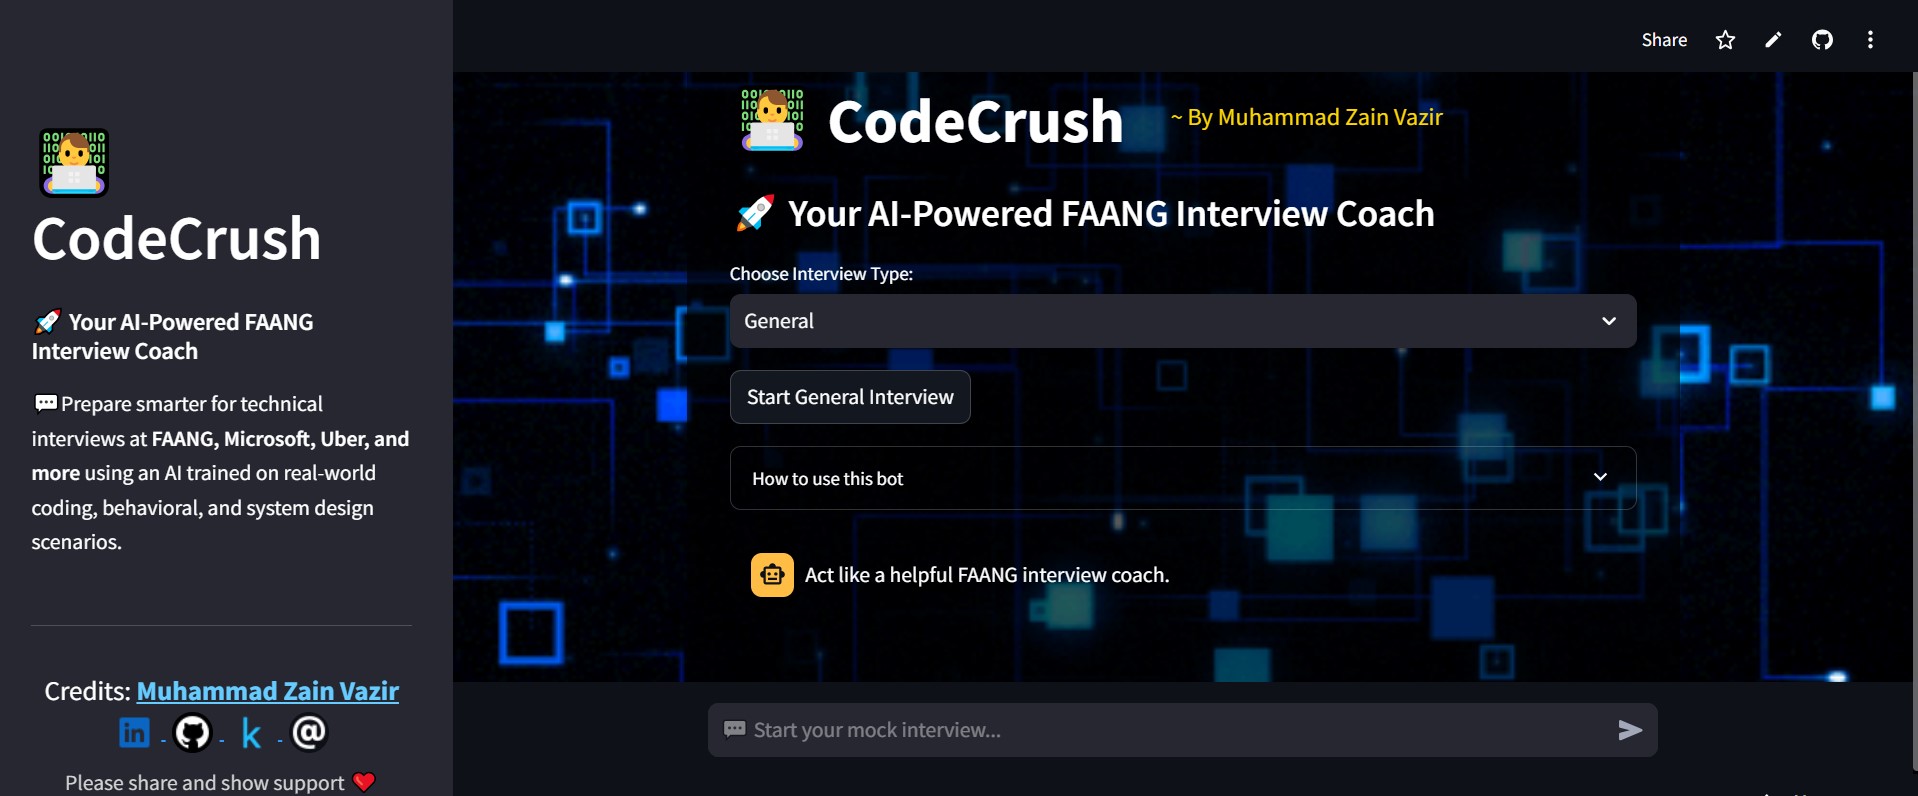 CodeCrush
🚀 Your AI-Powered FAANG
Interview Coach
💬Prepare smarter for technical
interviews at FAANG, Microsoft, Uber, and
more using an AI trained on real-world
coding, behavioral, and system design
scenarios.
Credits: Muhammad Zain Vazir
in - - k - @
Please share and show support ❤️
Share
CodeCrush ~ By Muhammad Zain Vazir
🚀 Your AI-Powered FAANG Interview Coach
Choose Interview Type:
General
Start General Interview
How to use this bot
Act like a helpful FAANG interview coach.
💬 Start your mock interview...